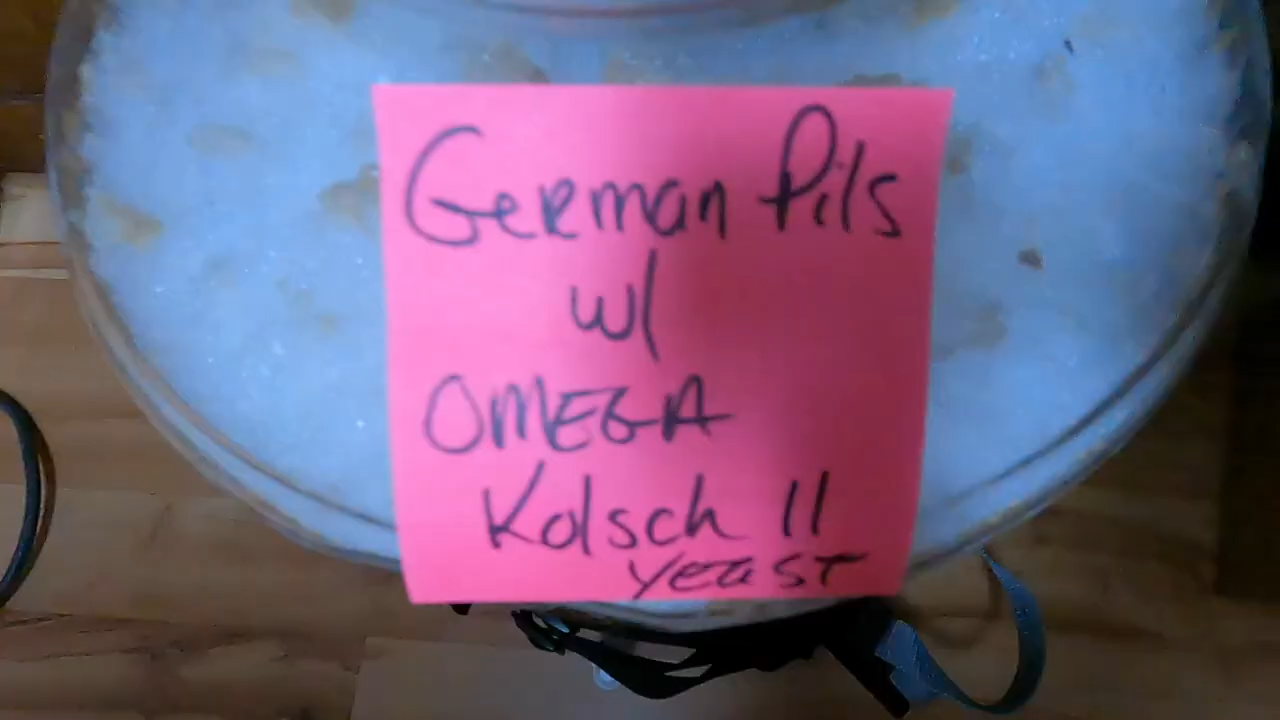 German Pils
w/
OMEGA
Kolsch II
YEAST